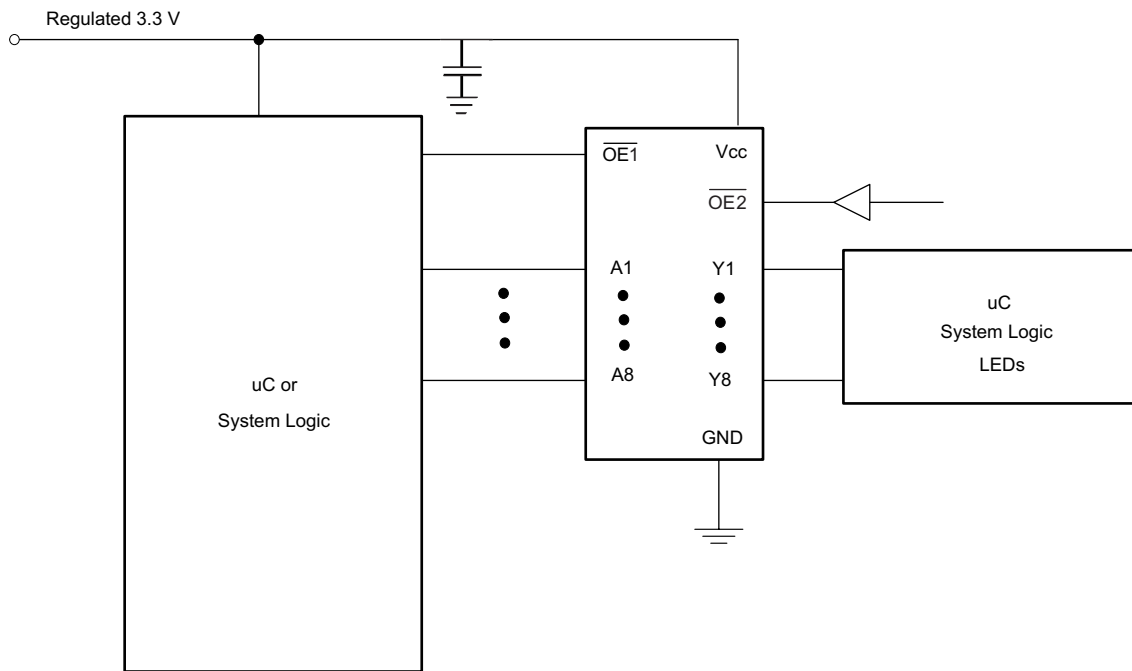 Regulated 3.3 V
OE1
Vcc
OE2
A1
Y1
A8
Y8
GND
uC or
System Logic
uC
System Logic
LEDs